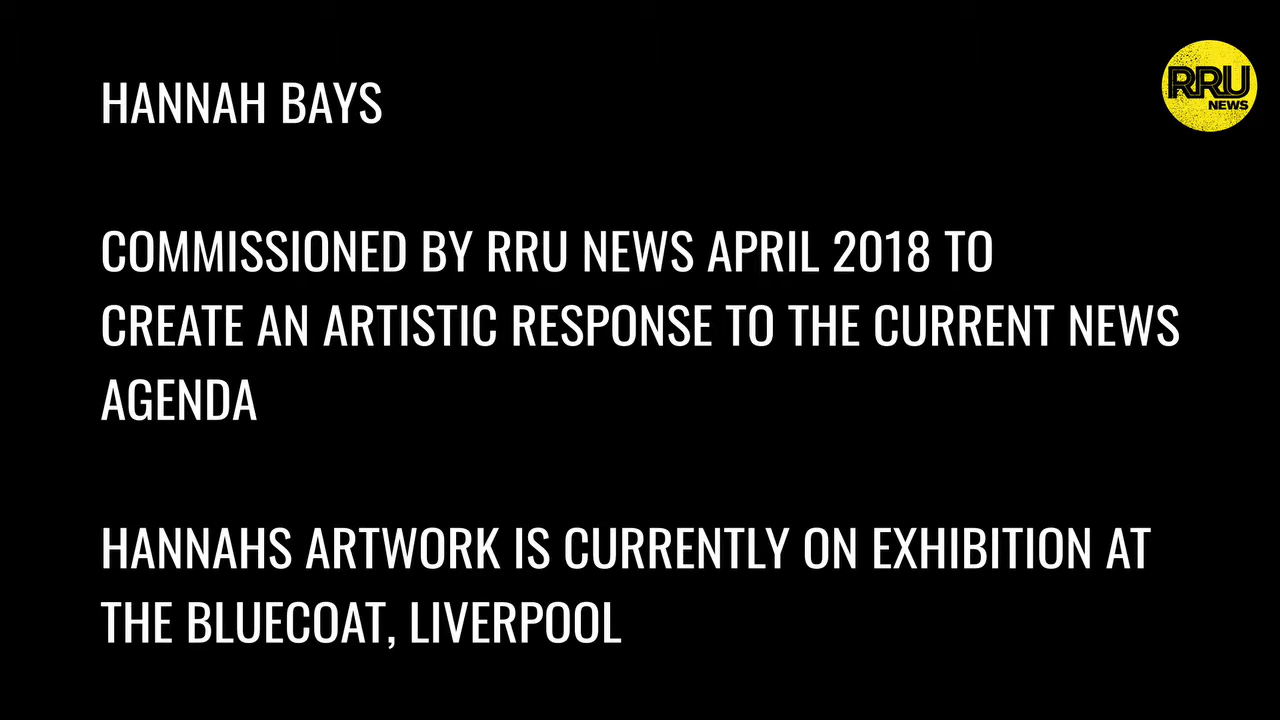 HANNAH BAYS
RRU
NEWS
COMMISSIONED BY RRU NEWS APRIL 2018 TO
CREATE AN ARTISTIC RESPONSE TO THE CURRENT NEWS
AGENDA
HANNAHS ARTWORK IS CURRENTLY ON EXHIBITION AT
THE BLUECOAT, LIVERPOOL